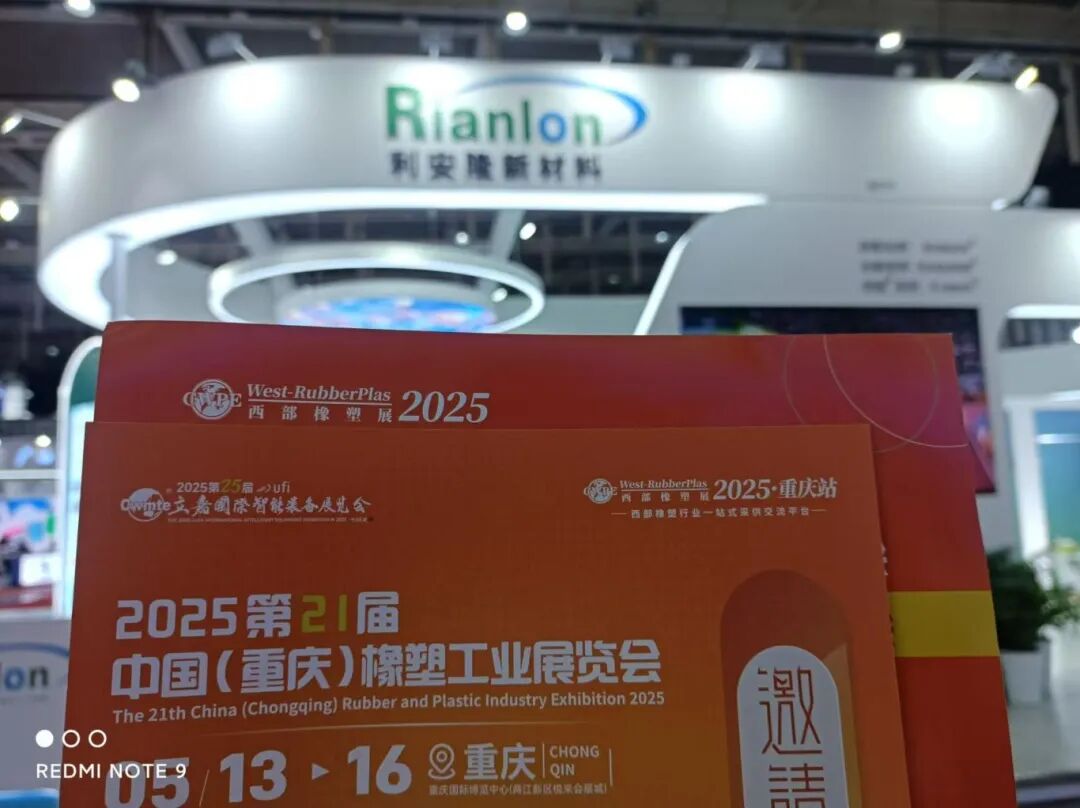 Rianlon
利安隆新材料
West-RubberPlas
西部橡塑展 2025
2025第25届 ufi
立嘉国际智能装备展览会
West-RubberPlas
西部橡塑展 2025·重庆站
西部橡塑行业一站式采供交流平台
2025第21届
中国(重庆)橡塑工业展览会
The 21th China (Chongqing) Rubber and Plastic Industry Exhibition 2025
05/13▶16 重庆 CHONG QIN
重庆国际博览中心(两江新区悦来会展城)
邀請
lon
REDMI NOTE 9